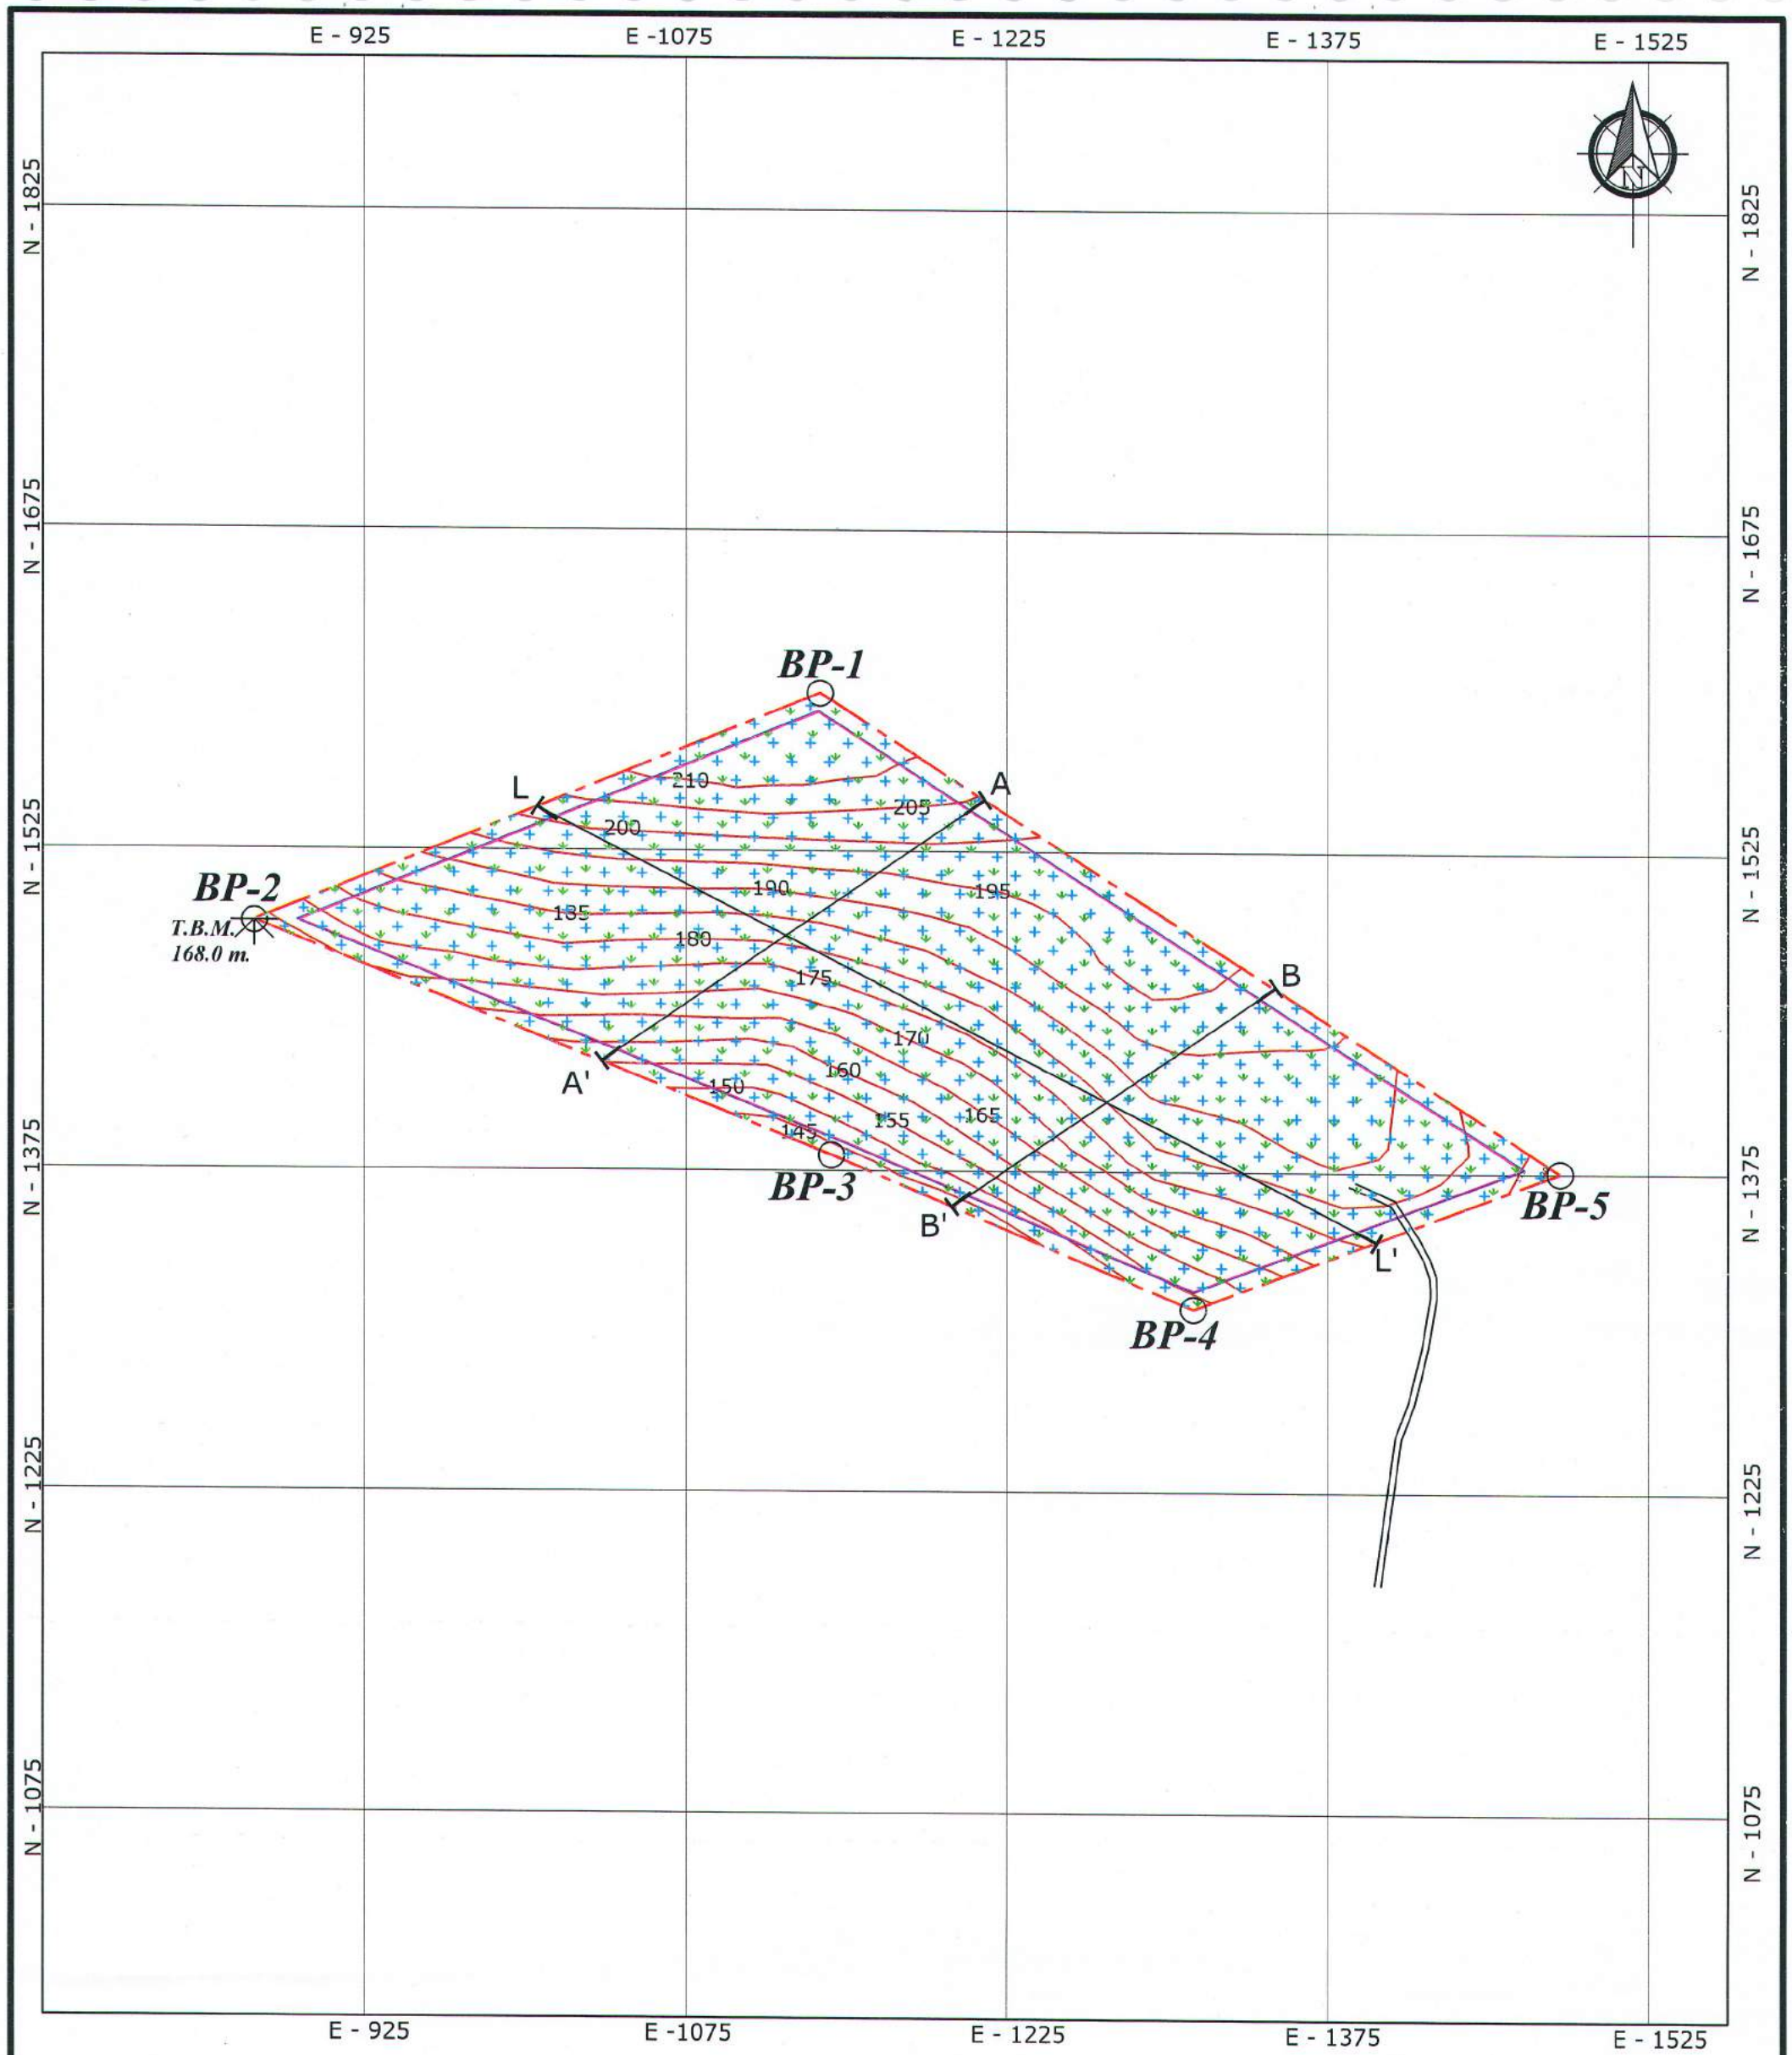 E - 925
E -1075
E - 1225
E - 1375
E - 1525
N - 1825
N - 1825
N
N - 1675
N - 1675
BP-1
210
A
L
205
200
N - 1525
N - 1525
BP-2
190
195
185
T.B.M.
168.0 m.
180
175
B
170
160
A'
150
155
165
145
N - 1375
N - 1375
BP-3
BP-5
B'
L'
BP-4
N - 1225
N - 1225
N - 1075
N - 1075
E - 925
E -1075
E - 1225
E - 1375
E - 1525